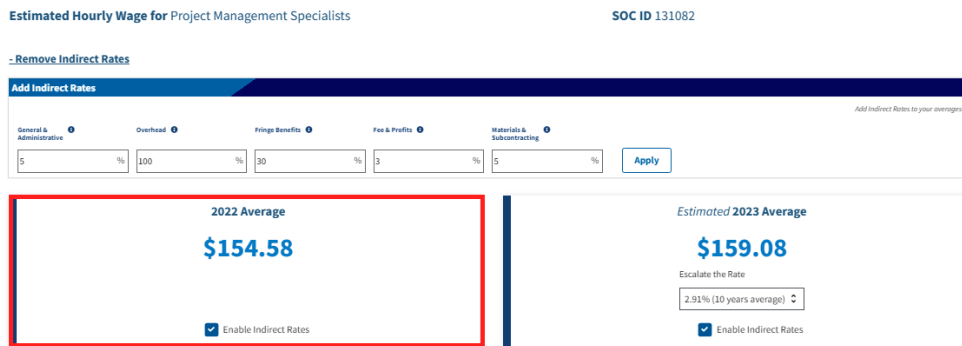 Estimated Hourly Wage for Project Management Specialists SOC ID 131082
- Remove Indirect Rates
Add Indirect Rates
Add Indirect Rates to your averages
General & Administrative Overhead Fringe Benefits Fee & Profits Materials & Subcontracting
5 % 100 % 30 % 3 % 5 % Apply
2022 Average
$154.58
Enable Indirect Rates
Estimated 2023 Average
$159.08
Escalate the Rate
2.91% (10 years average)
Enable Indirect Rates